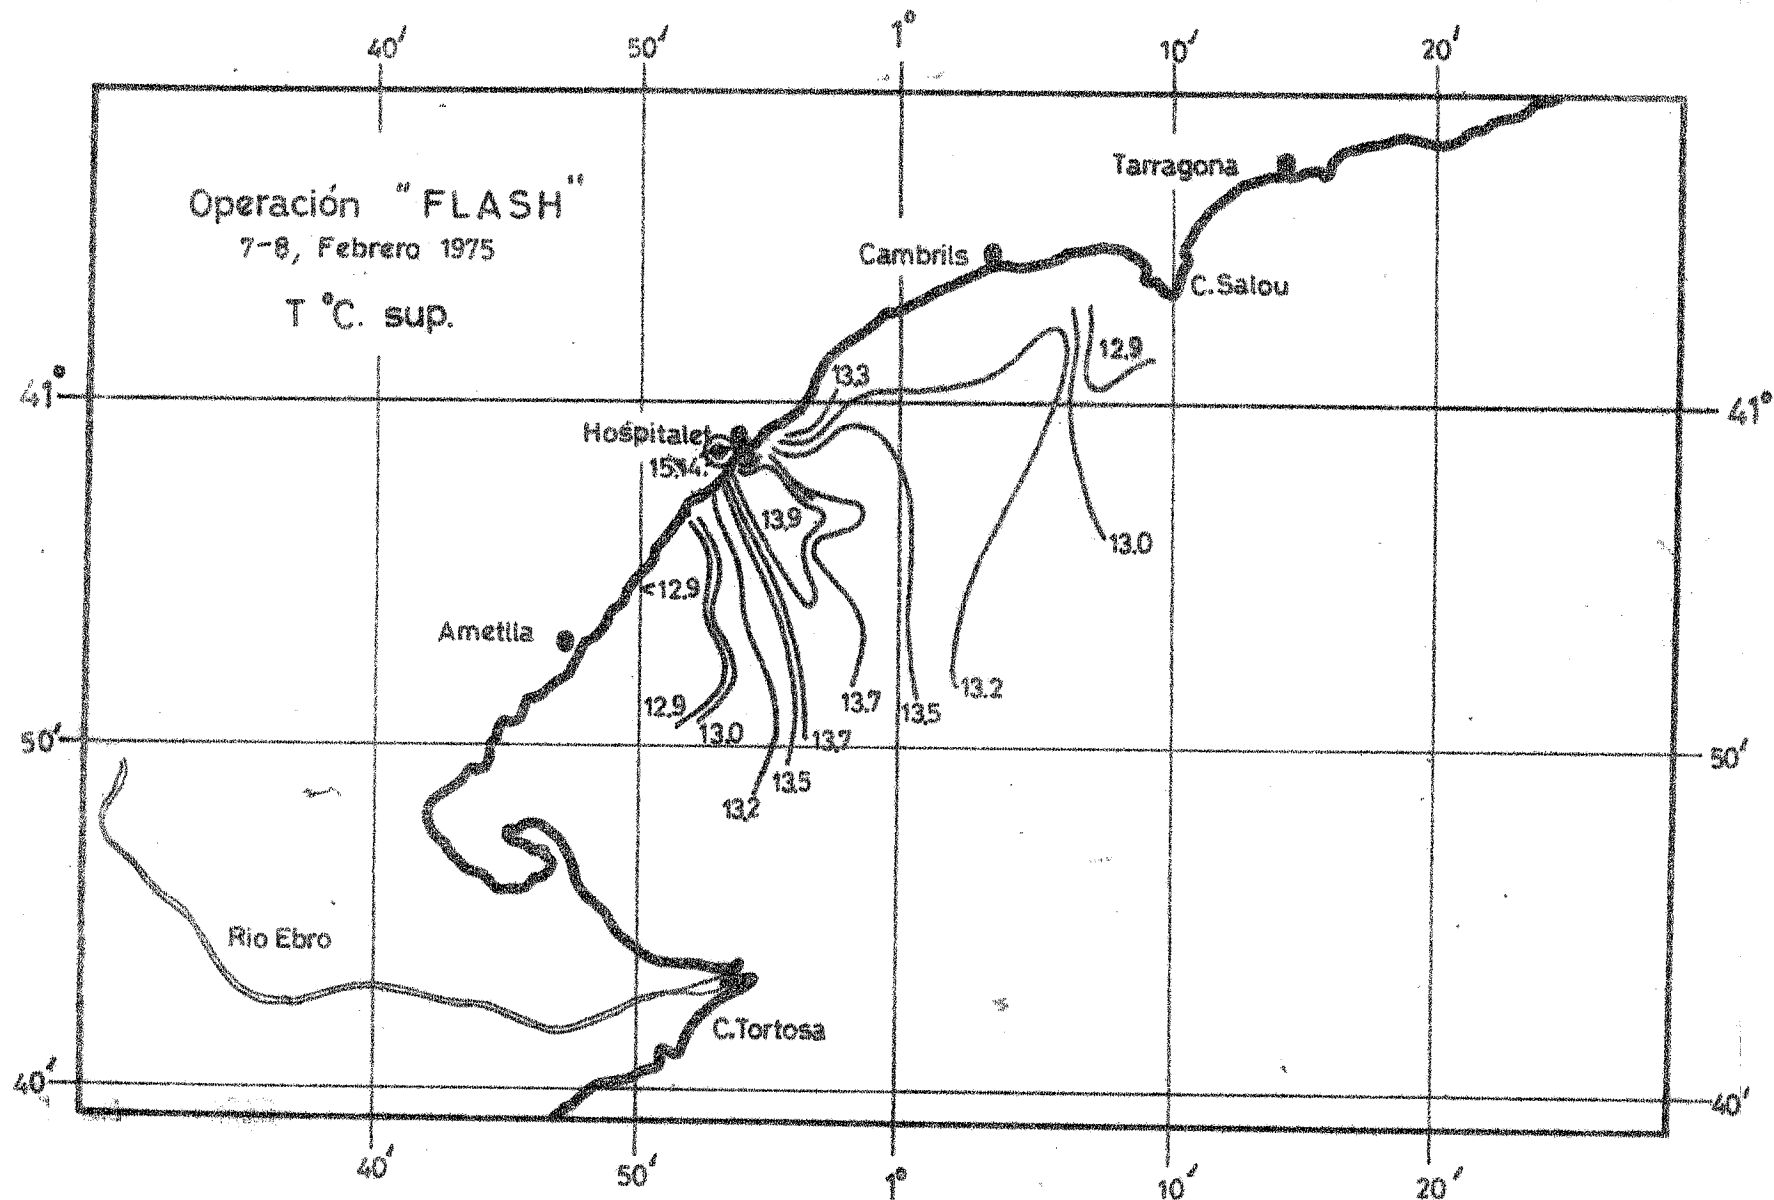 40′ 50′ 1° 10′ 20′
Operación "FLASH"
7-8, Febrero 1975
T °C. sup.
Tarragona
Cambrils
C.Salou
12.9
13.3
41° 41°
Hospitalet
13.9
13.0
<12.9
Ametlla
12.9 13.0 13.2 13.5 13.7 13.7 13.5 13.2
50′ 50′
Rio Ebro
C.Tortosa
40′ 40′
40′ 50′ 1° 10′ 20′